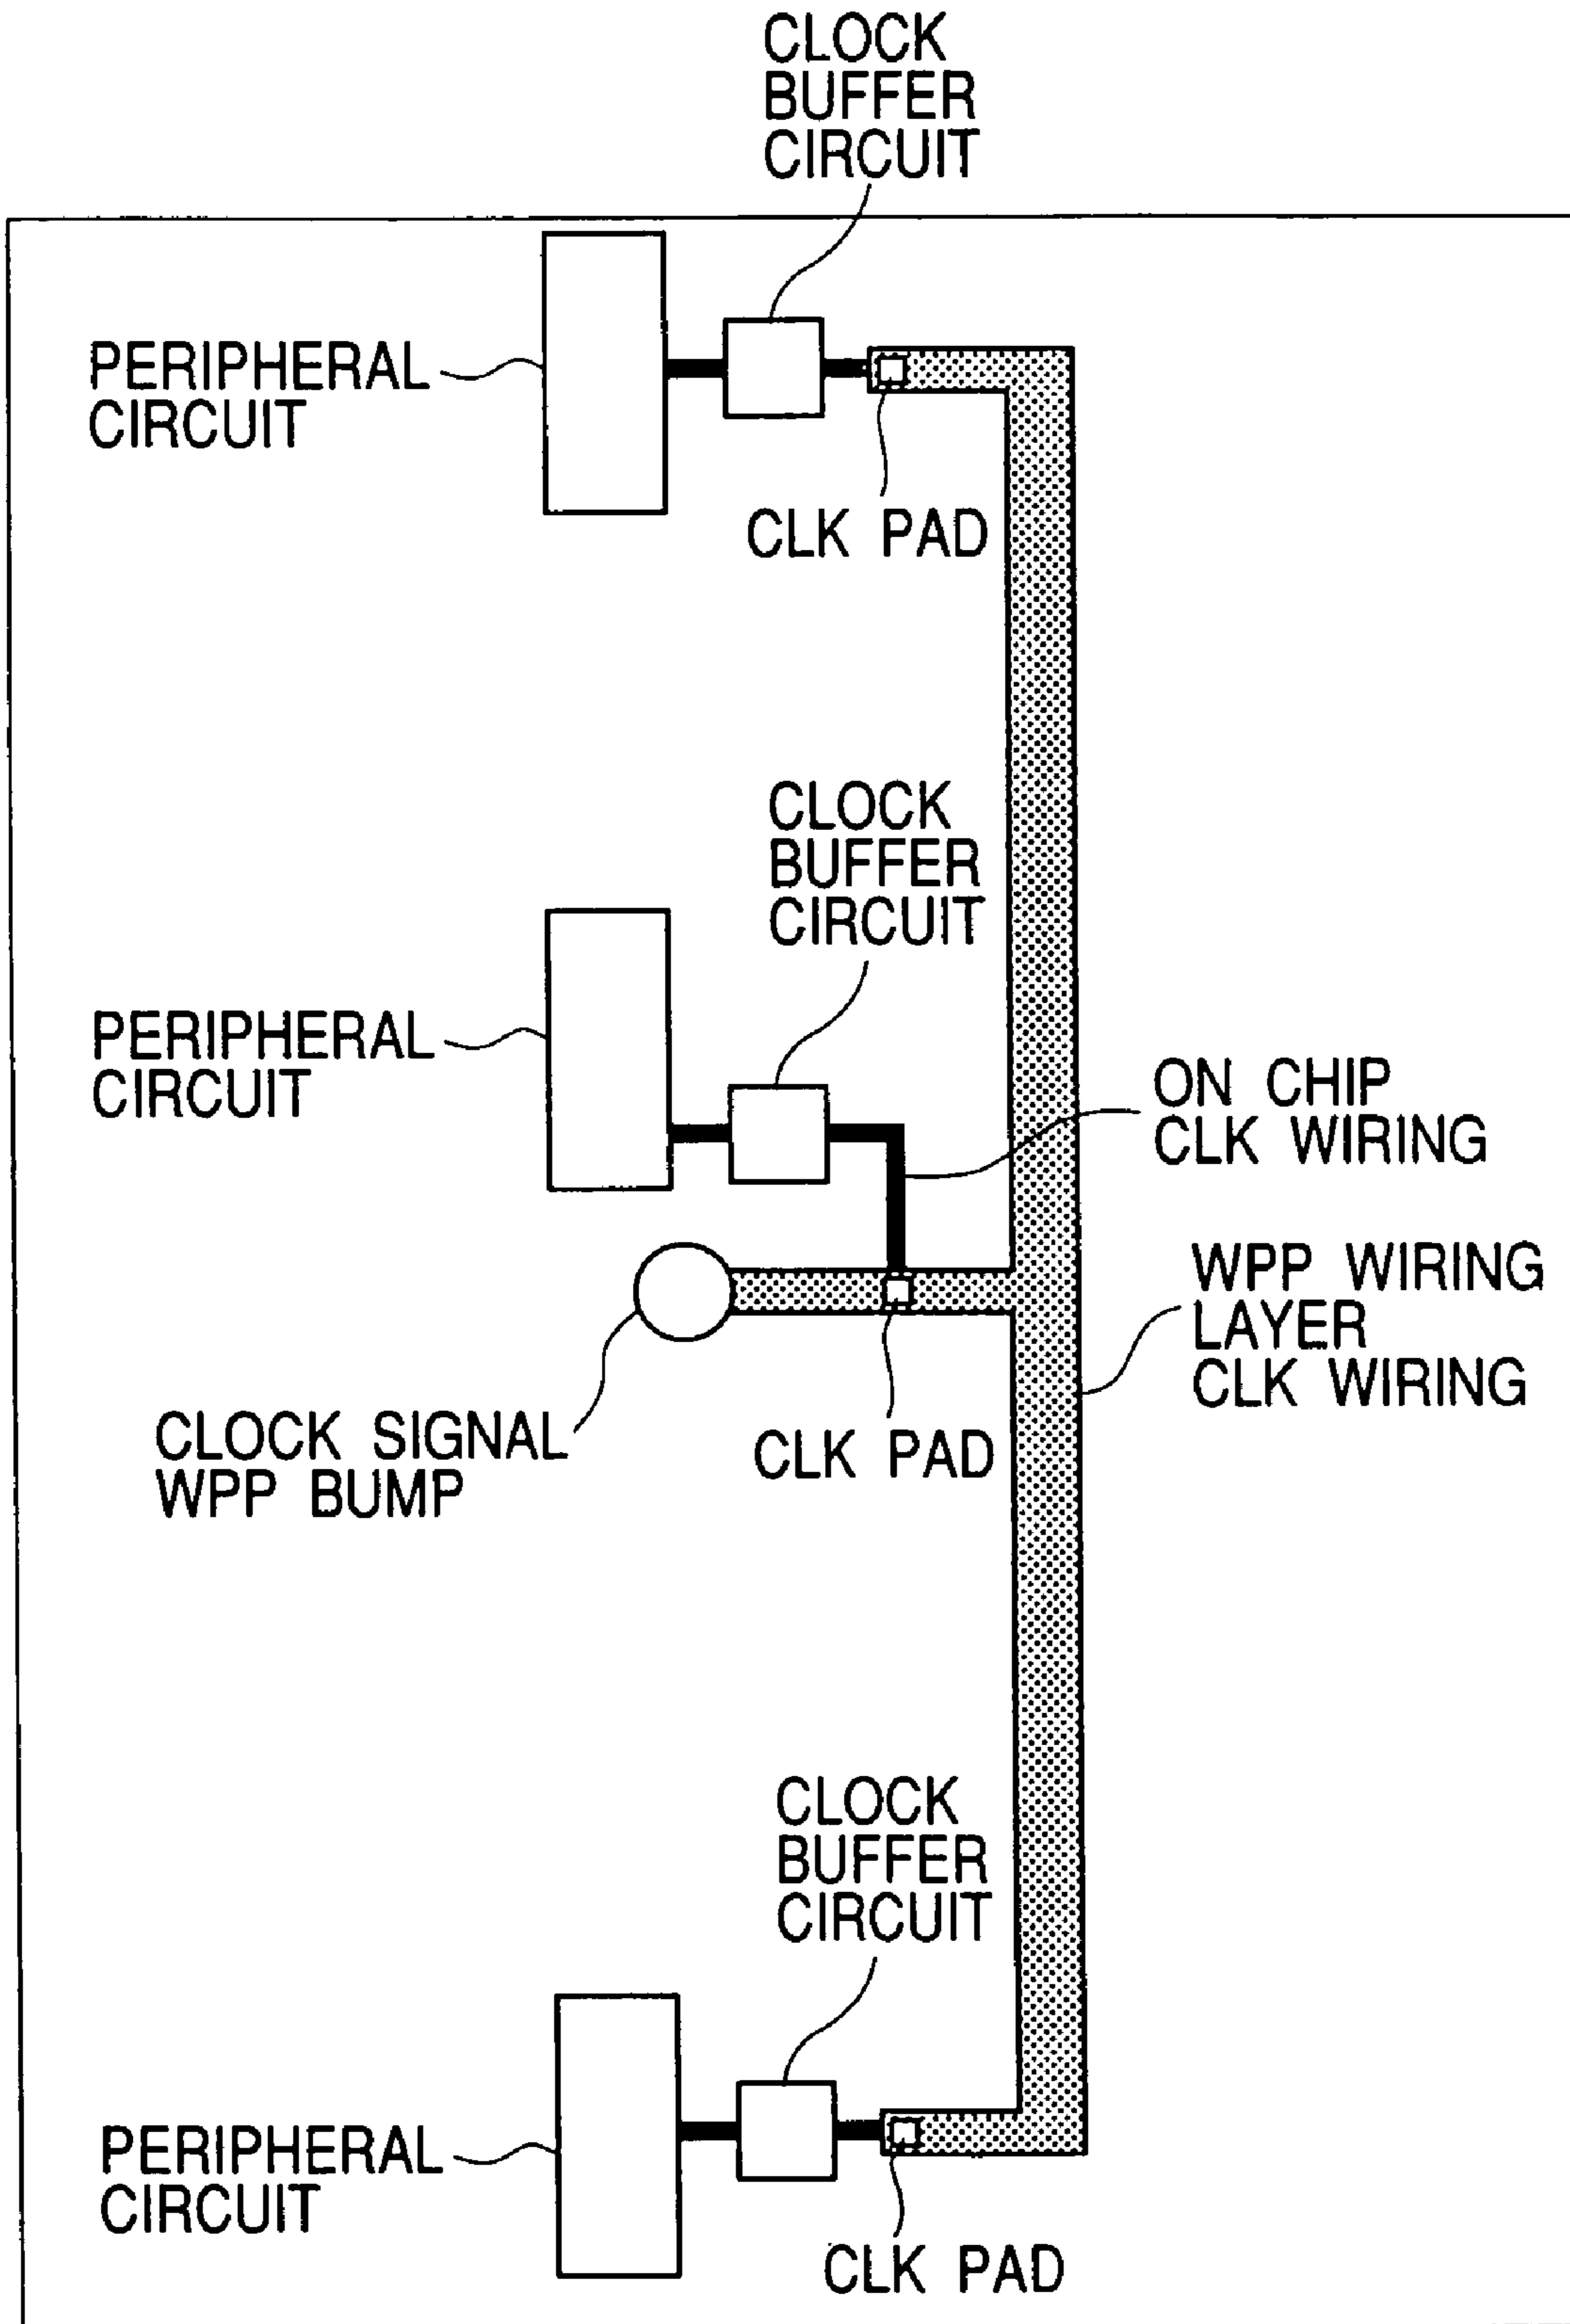 CLOCK
BUFFER
CIRCUIT
PERIPHERAL
CIRCUIT
CLK PAD
CLOCK
BUFFER
CIRCUIT
PERIPHERAL
CIRCUIT
ON CHIP
CLK WIRING
WPP WIRING
LAYER
CLK WIRING
CLOCK SIGNAL
WPP BUMP
CLK PAD
CLOCK
BUFFER
CIRCUIT
PERIPHERAL
CIRCUIT
CLK PAD